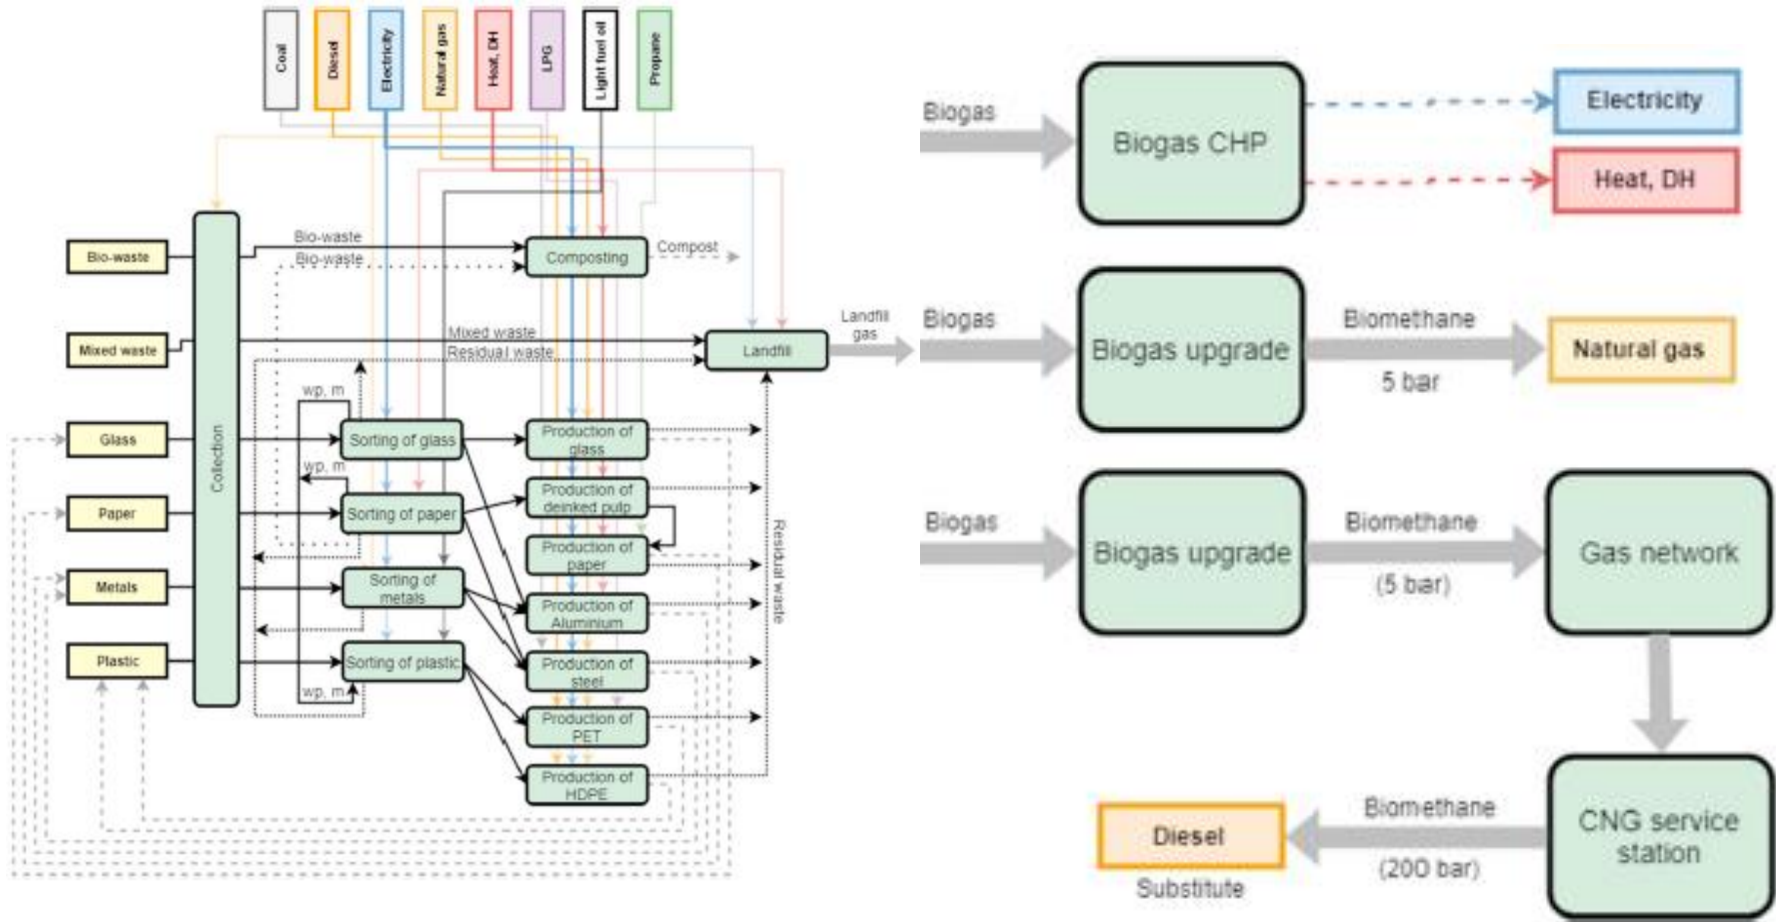 Coal
Diesel
Electricity
Natural gas
Heat, DH
LPG
Light fuel oil
Propane
Bio-waste
Mixed waste
Glass
Paper
Metals
Plastic
Collection
Bio-waste
Bio-waste
Mixed waste
Residual waste
wp, m
wp, m
wp, m
Sorting of glass
Sorting of paper
Sorting of
metals
Sorting of plastic
Composting
Compost
Production of
glass
Production of
deinked pulp
Production of
paper
Production of
Aluminium
Production of
steel
Production of
PET
Production of
HDPE
Residual waste
Landfill
Landfill
gas
Biogas
Biogas CHP
Electricity
Heat, DH
Biogas
Biogas upgrade
Biomethane
5 bar
Natural gas
Biogas
Biogas upgrade
Biomethane
(5 bar)
Gas network
CNG service
station
Biomethane
(200 bar)
Diesel
Substitute